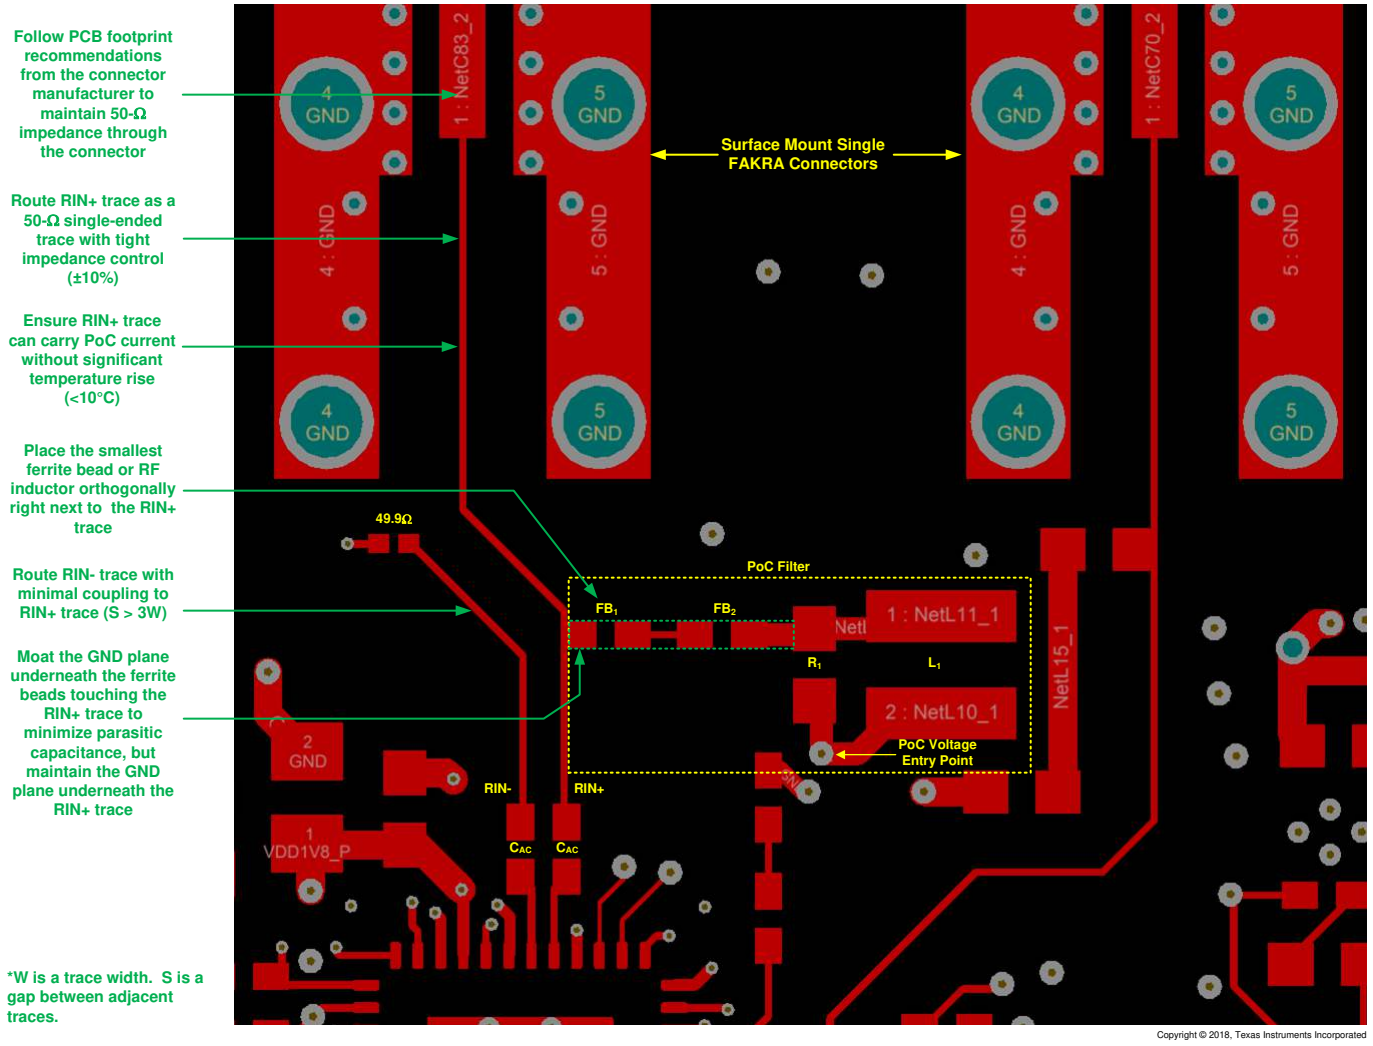 Follow PCB footprint
recommendations
from the connector
manufacturer to
maintain 50-Ω
impedance through
the connector
Route RIN+ trace as a
50-Ω single-ended
trace with tight
impedance control
(±10%)
Ensure RIN+ trace
can carry PoC current
without significant
temperature rise
(<10°C)
Place the smallest
ferrite bead or RF
inductor orthogonally
right next to the RIN+
trace
Route RIN- trace with
minimal coupling to
RIN+ trace (S > 3W)
Moat the GND plane
underneath the ferrite
beads touching the
RIN+ trace to
minimize parasitic
capacitance, but
maintain the GND
plane underneath the
RIN+ trace
*W is a trace width. S is a
gap between adjacent
traces.
4
GND
1 : NetC83_2
5
GND
Surface Mount Single
FAKRA Connectors
4
GND
1 : NetC70_2
5
GND
4 : GND
5 : GND
4 : GND
5 : GND
4
GND
5
GND
4
GND
5
GND
49.9Ω
PoC Filter
FB1
FB2
NetL
1 : NetL11_1
R1
L1
NetL15_1
2 : NetL10_1
PoC Voltage
Entry Point
2
GND
RIN-
RIN+
1
VDD1V8_P
CAC
CAC
Copyright © 2018, Texas Instruments Incorporated